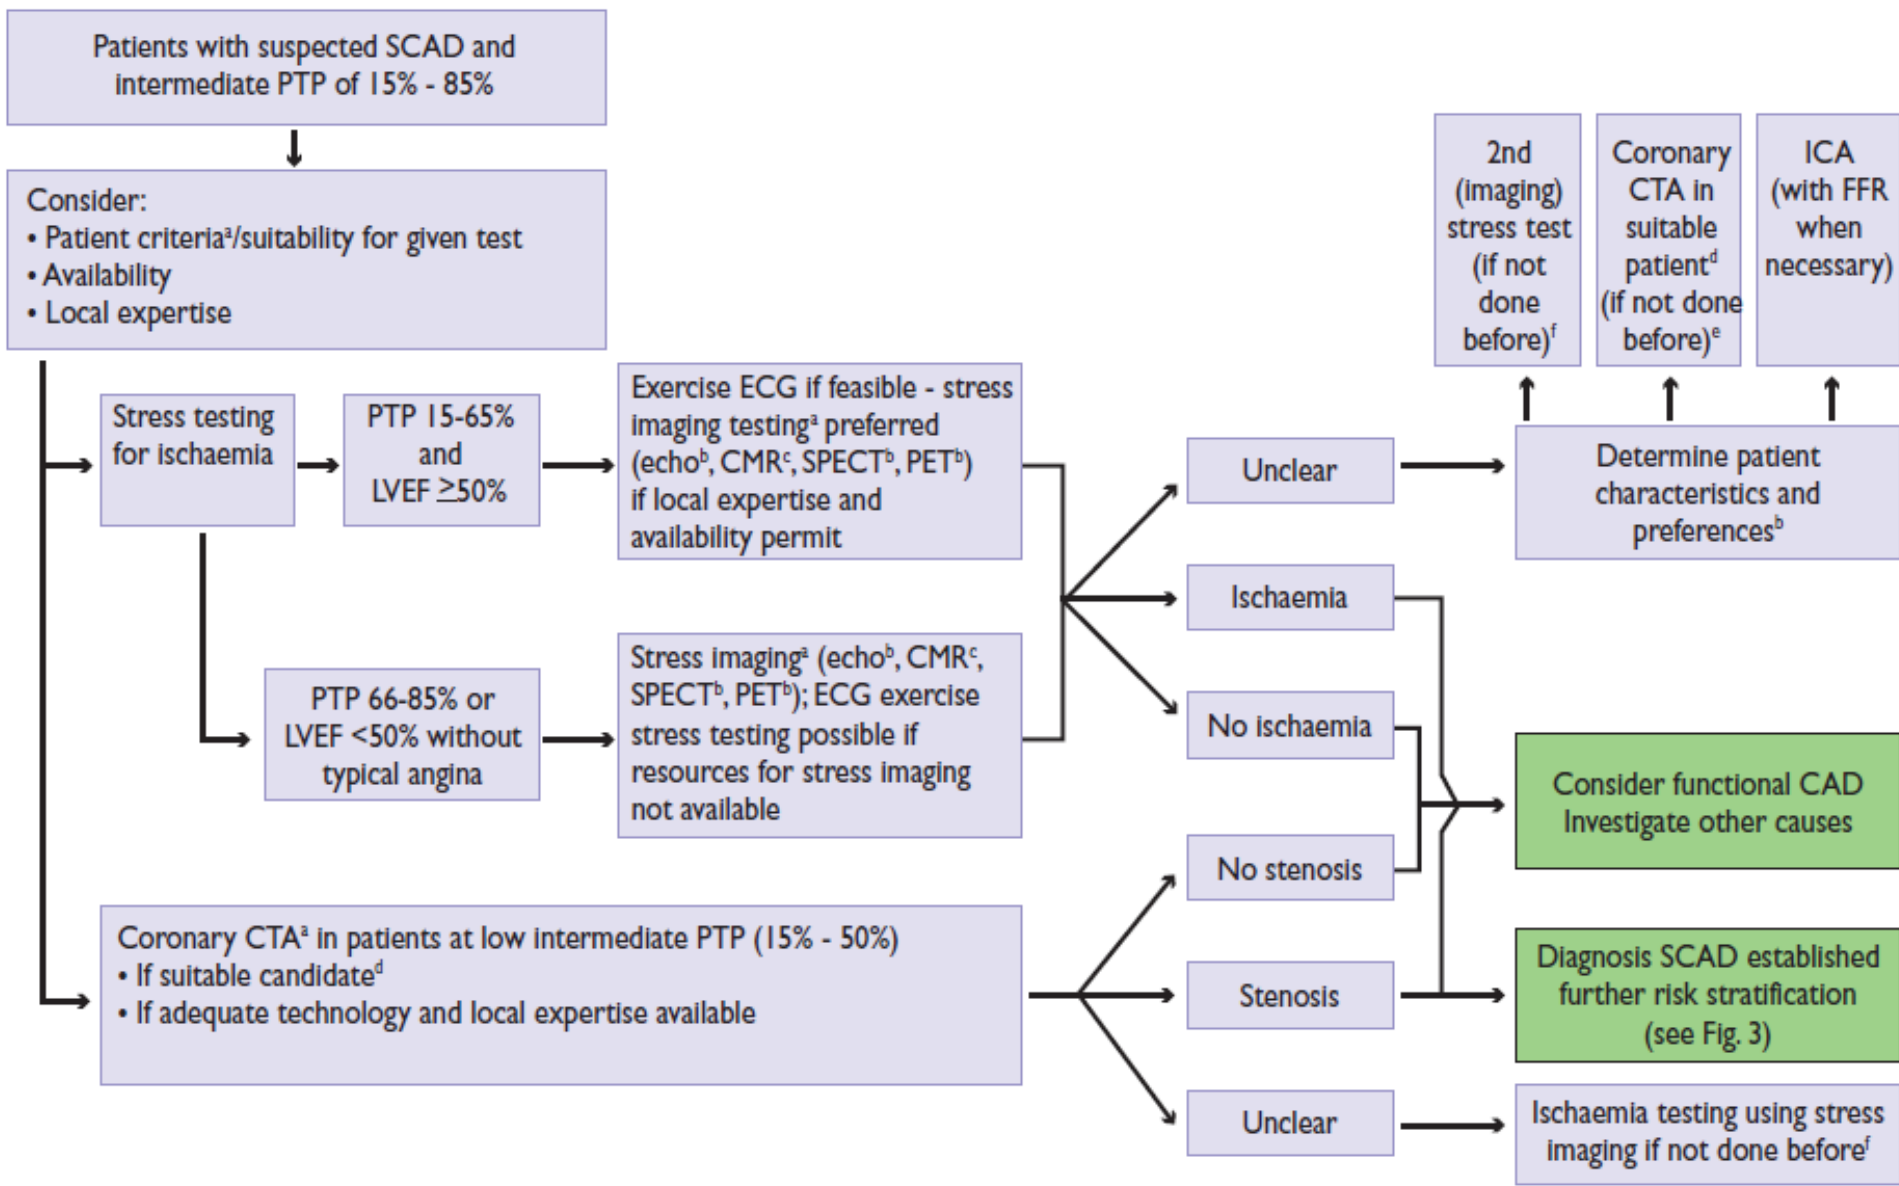 Patients with suspected SCAD and
intermediate PTP of 15% - 85%
Consider:
• Patient criteriaᵃ/suitability for given test
• Availability
• Local expertise
2nd
(imaging)
stress test
(if not
done
before)ᶠ
Coronary
CTA in
suitable
patientᵈ
(if not done
before)ᵉ
ICA
(with FFR
when
necessary)
Stress testing
for ischaemia
PTP 15-65%
and
LVEF ≥50%
Exercise ECG if feasible - stress
imaging testingᵃ preferred
(echoᵇ, CMRᶜ, SPECTᵇ, PETᵇ)
if local expertise and
availability permit
Unclear
Determine patient
characteristics and
preferencesᵇ
Ischaemia
PTP 66-85% or
LVEF <50% without
typical angina
Stress imagingᵃ (echoᵇ, CMRᶜ,
SPECTᵇ, PETᵇ); ECG exercise
stress testing possible if
resources for stress imaging
not available
No ischaemia
Consider functional CAD
Investigate other causes
No stenosis
Coronary CTAᵃ in patients at low intermediate PTP (15% - 50%)
• If suitable candidateᵈ
• If adequate technology and local expertise available
Stenosis
Diagnosis SCAD established
further risk stratification
(see Fig. 3)
Unclear
Ischaemia testing using stress
imaging if not done beforeᶠ